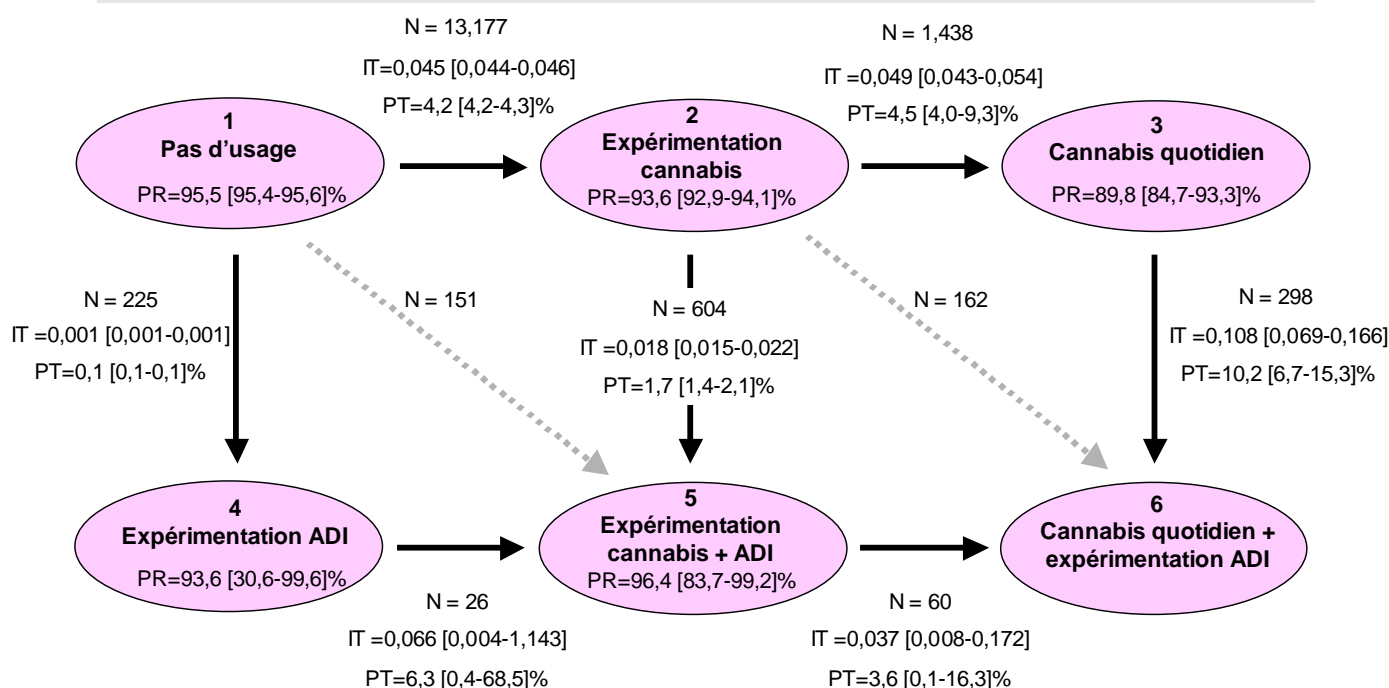 N = 13,177
IT=0,045 [0,044-0,046]
PT=4,2 [4,2-4,3]%
N = 1,438
IT =0,049 [0,043-0,054]
PT=4,5 [4,0-9,3]%
1
Pas d’usage
PR=95,5 [95,4-95,6]%
2
Expérimentation
cannabis
PR=93,6 [92,9-94,1]%
3
Cannabis quotidien
PR=89,8 [84,7-93,3]%
N = 225
IT =0,001 [0,001-0,001]
PT=0,1 [0,1-0,1]%
N = 151
N = 604
IT =0,018 [0,015-0,022]
PT=1,7 [1,4-2,1]%
N = 162
N = 298
IT =0,108 [0,069-0,166]
PT=10,2 [6,7-15,3]%
4
Expérimentation ADI
PR=93,6 [30,6-99,6]%
5
Expérimentation
cannabis + ADI
PR=96,4 [83,7-99,2]%
6
Cannabis quotidien +
expérimentation ADI
N = 26
IT =0,066 [0,004-1,143]
PT=6,3 [0,4-68,5]%
N = 60
IT =0,037 [0,008-0,172]
PT=3,6 [0,1-16,3]%